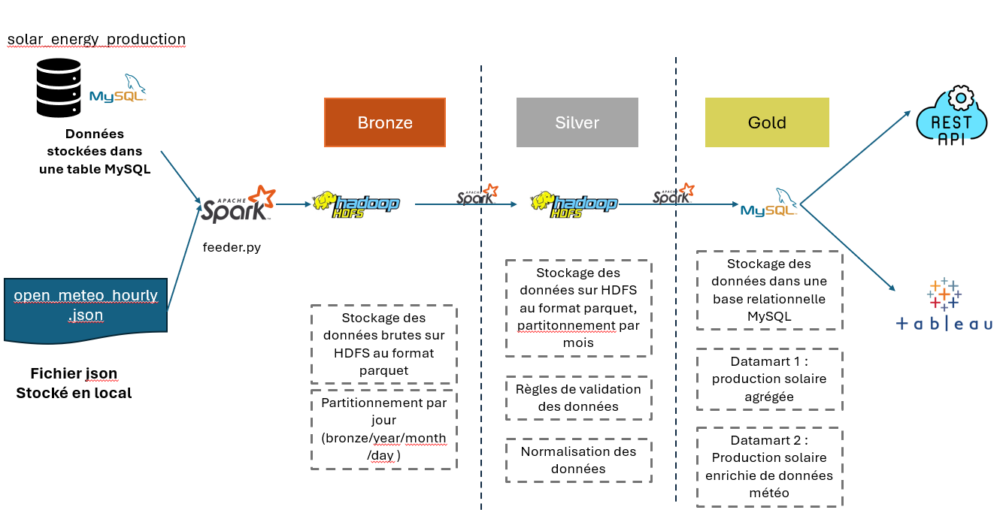 solar_energy_production
MySQL
Données
stockées dans
une table MySQL
open_meteo_hourly
.json
Fichier json
Stocké en local
APACHE
Spark
feeder.py
Bronze
hadoop
HDFS
Stockage des
données brutes sur
HDFS au format
parquet
Partitionnement par
jour
(bronze/year/month
/day )
APACHE
Spark
Silver
hadoop
HDFS
Stockage des
données sur HDFS
au format parquet,
partitonnement par
mois
Règles de validation
des données
Normalisation des
données
APACHE
Spark
Gold
MySQL
Stockage des
données dans une
base relationnelle
MySQL
Datamart 1 :
production solaire
agrégée
Datamart 2 :
Production solaire
enrichie de données
météo
REST
API
+ableau